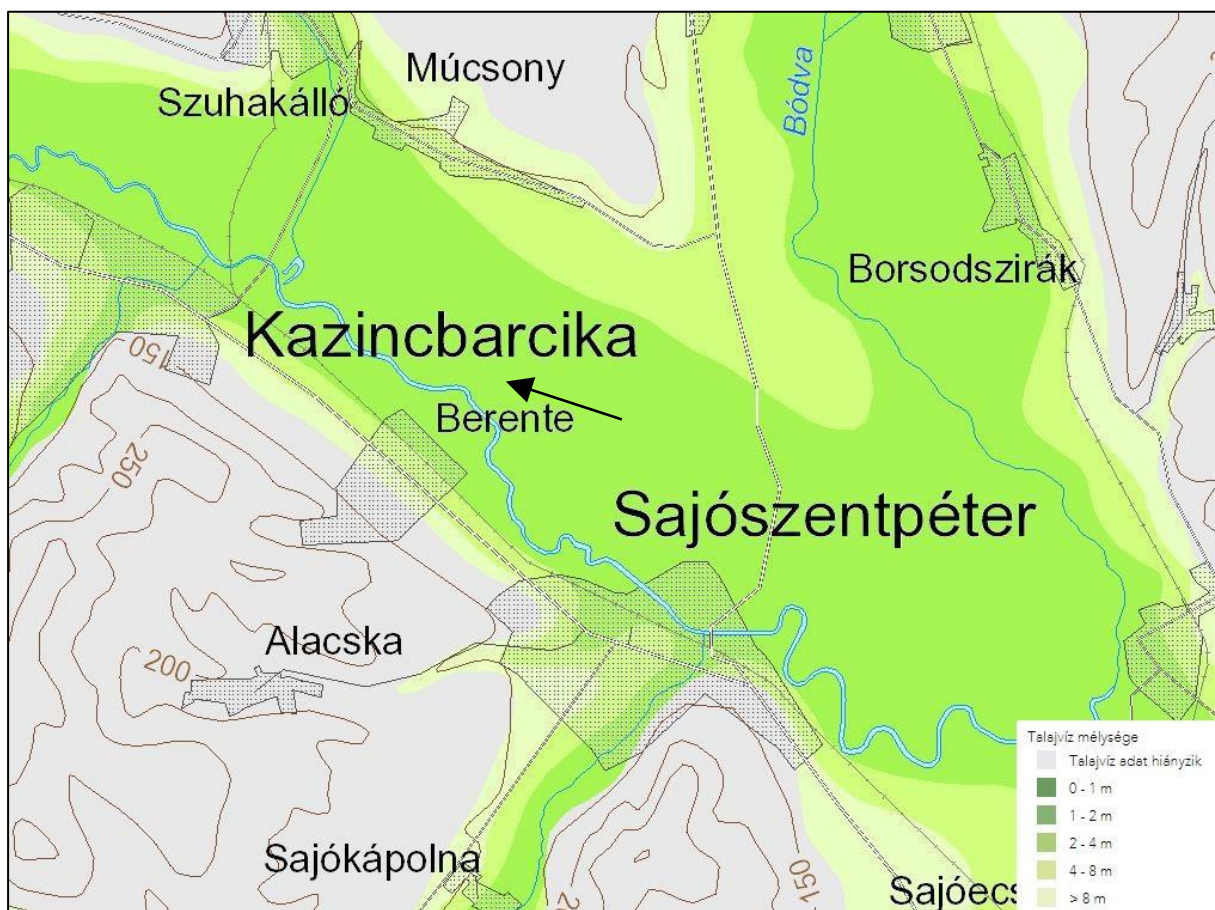 Múcsony
Szuhakálló
Bódva
Borsodszirák
Kazincbarcika
150
Berente
250
Sajószentpéter
Alacska
200
Talajvíz mélysége
Talajvíz adat hiányzik
0 - 1 m
1 - 2 m
2 - 4 m
4 - 8 m
> 8 m
Sajókápolna
150
Sajóecs